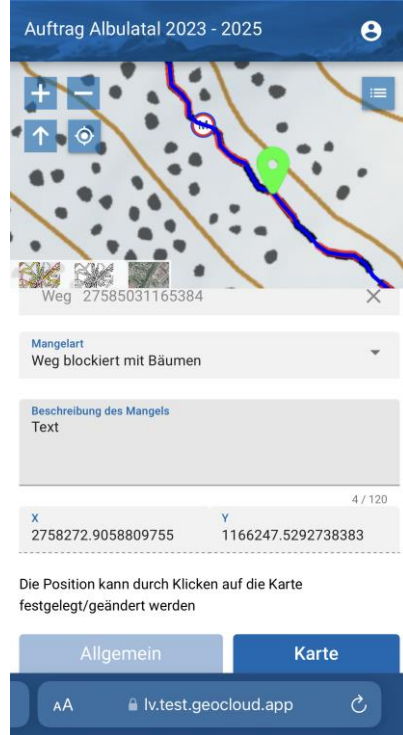 Auftrag Albulatal 2023 - 2025
Weg 27585031165384
Mangelart
Weg blockiert mit Bäumen
Beschreibung des Mangels
Text
4 / 120
X
2758272.9058809755
Y
1166247.5292738383
Die Position kann durch Klicken auf die Karte
festgelegt/geändert werden
Allgemein
Karte
AA
lv.test.geocloud.app